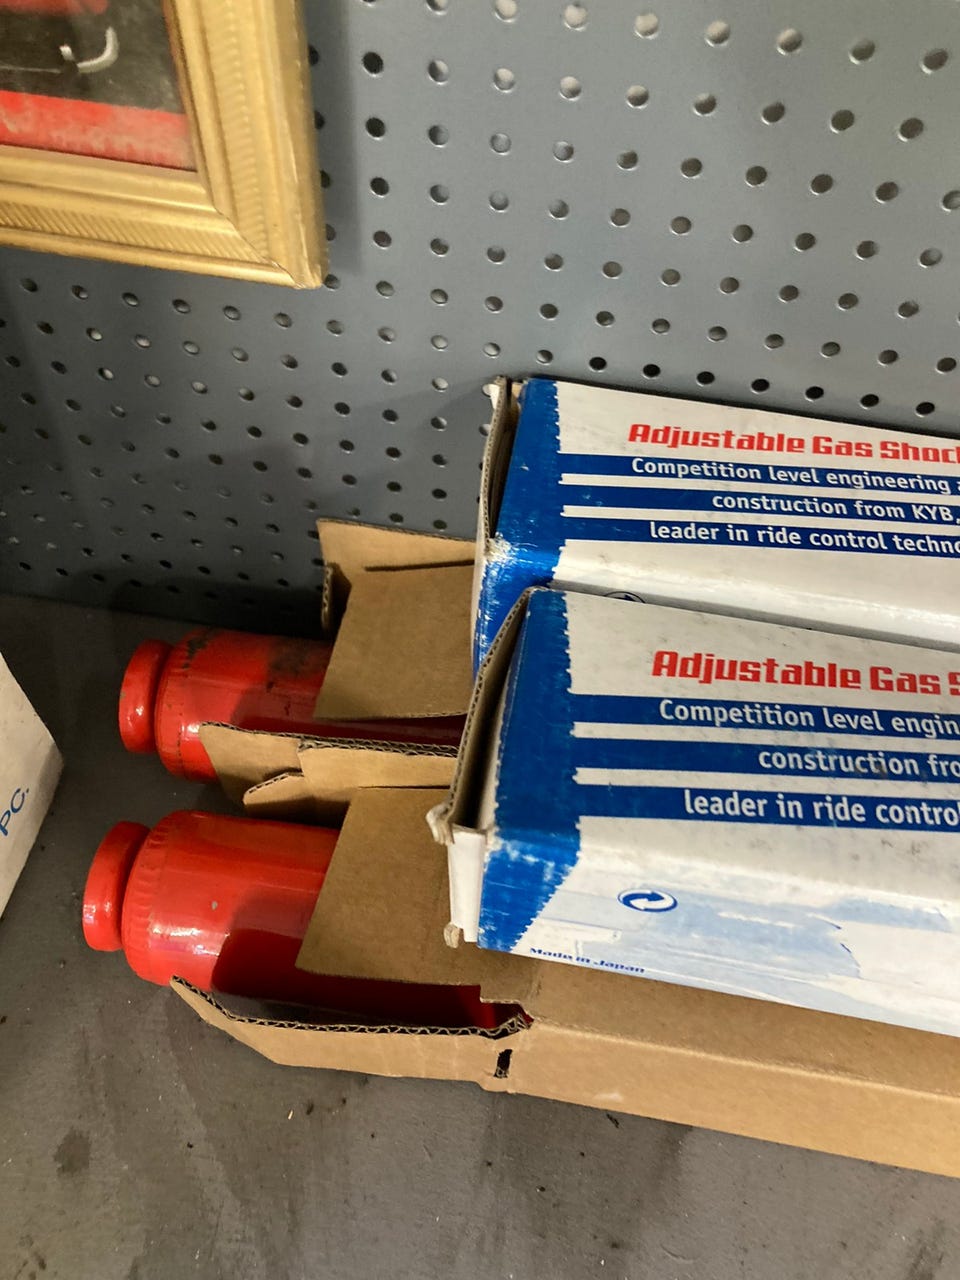 Adjustable Gas Shoc
Competition level engineering a
construction from KYB,
leader in ride control techno
Adjustable Gas S
Competition level engin
construction fro
leader in ride control
Made in Japan
PC.